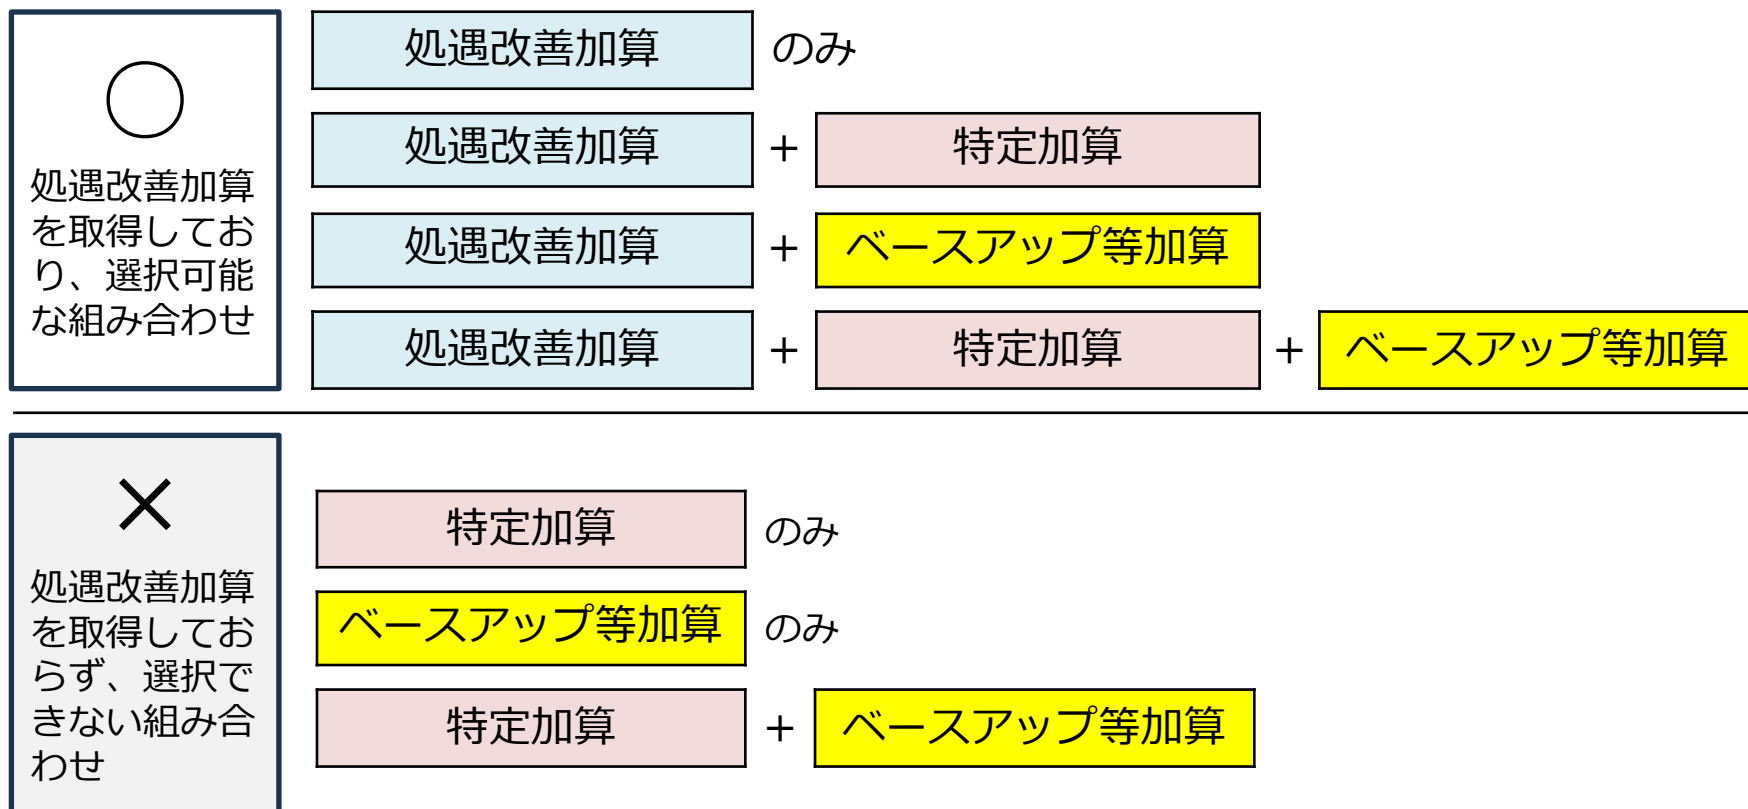 ○
処遇改善加算
を取得してお
り、選択可能
な組み合わせ
処遇改善加算 のみ
処遇改善加算 + 特定加算
処遇改善加算 + ベースアップ等加算
処遇改善加算 + 特定加算 + ベースアップ等加算
×
処遇改善加算
を取得してお
らず、選択で
きない組み合
わせ
特定加算 のみ
ベースアップ等加算 のみ
特定加算 + ベースアップ等加算